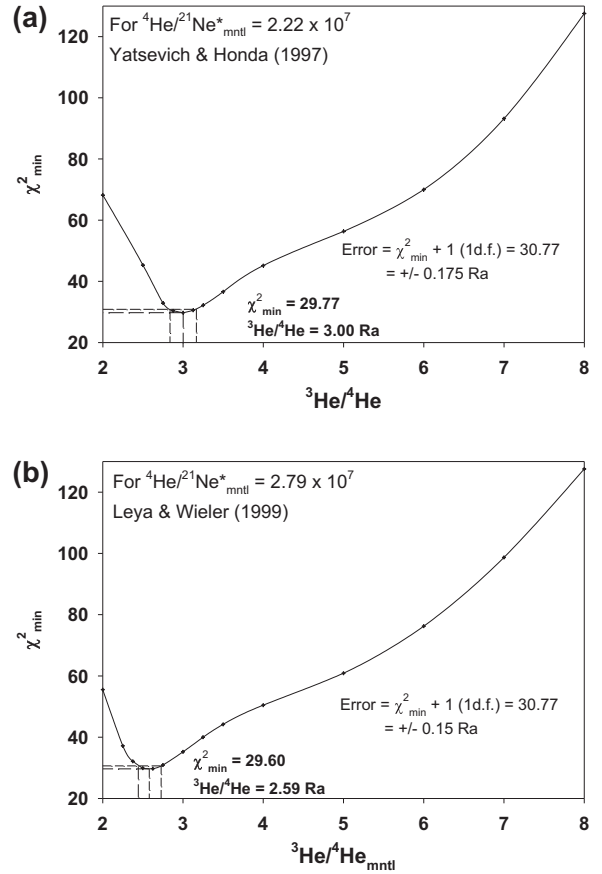 (a)
For ⁴He/²¹Ne*mntl = 2.22 x 10⁷
Yatsevich & Honda (1997)
120
100
80
60
40
20
χ²min
Error = χ²min + 1 (1d.f.) = 30.77
= +/- 0.175 Ra
χ²min = 29.77
³He/⁴He = 3.00 Ra
2 3 4 5 6 7 8
³He/⁴He
(b)
For ⁴He/²¹Ne*mntl = 2.79 x 10⁷
Leya & Wieler (1999)
120
100
80
60
40
20
χ²min
Error = χ²min + 1 (1d.f.) = 30.77
= +/- 0.15 Ra
χ²min = 29.60
³He/⁴He = 2.59 Ra
2 3 4 5 6 7 8
³He/⁴Hemntl